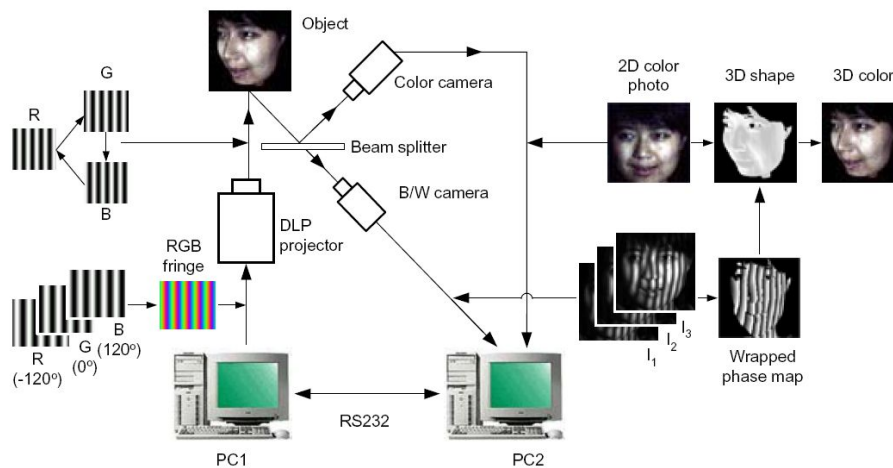 Object
Color camera
Beam splitter
B/W camera
DLP
projector
R
G
B
RGB
fringe
R
(-120°)
G
(0°)
B
(120°)
PC1
RS232
PC2
2D color
photo
3D shape
3D color
I1
I2
I3
Wrapped
phase map